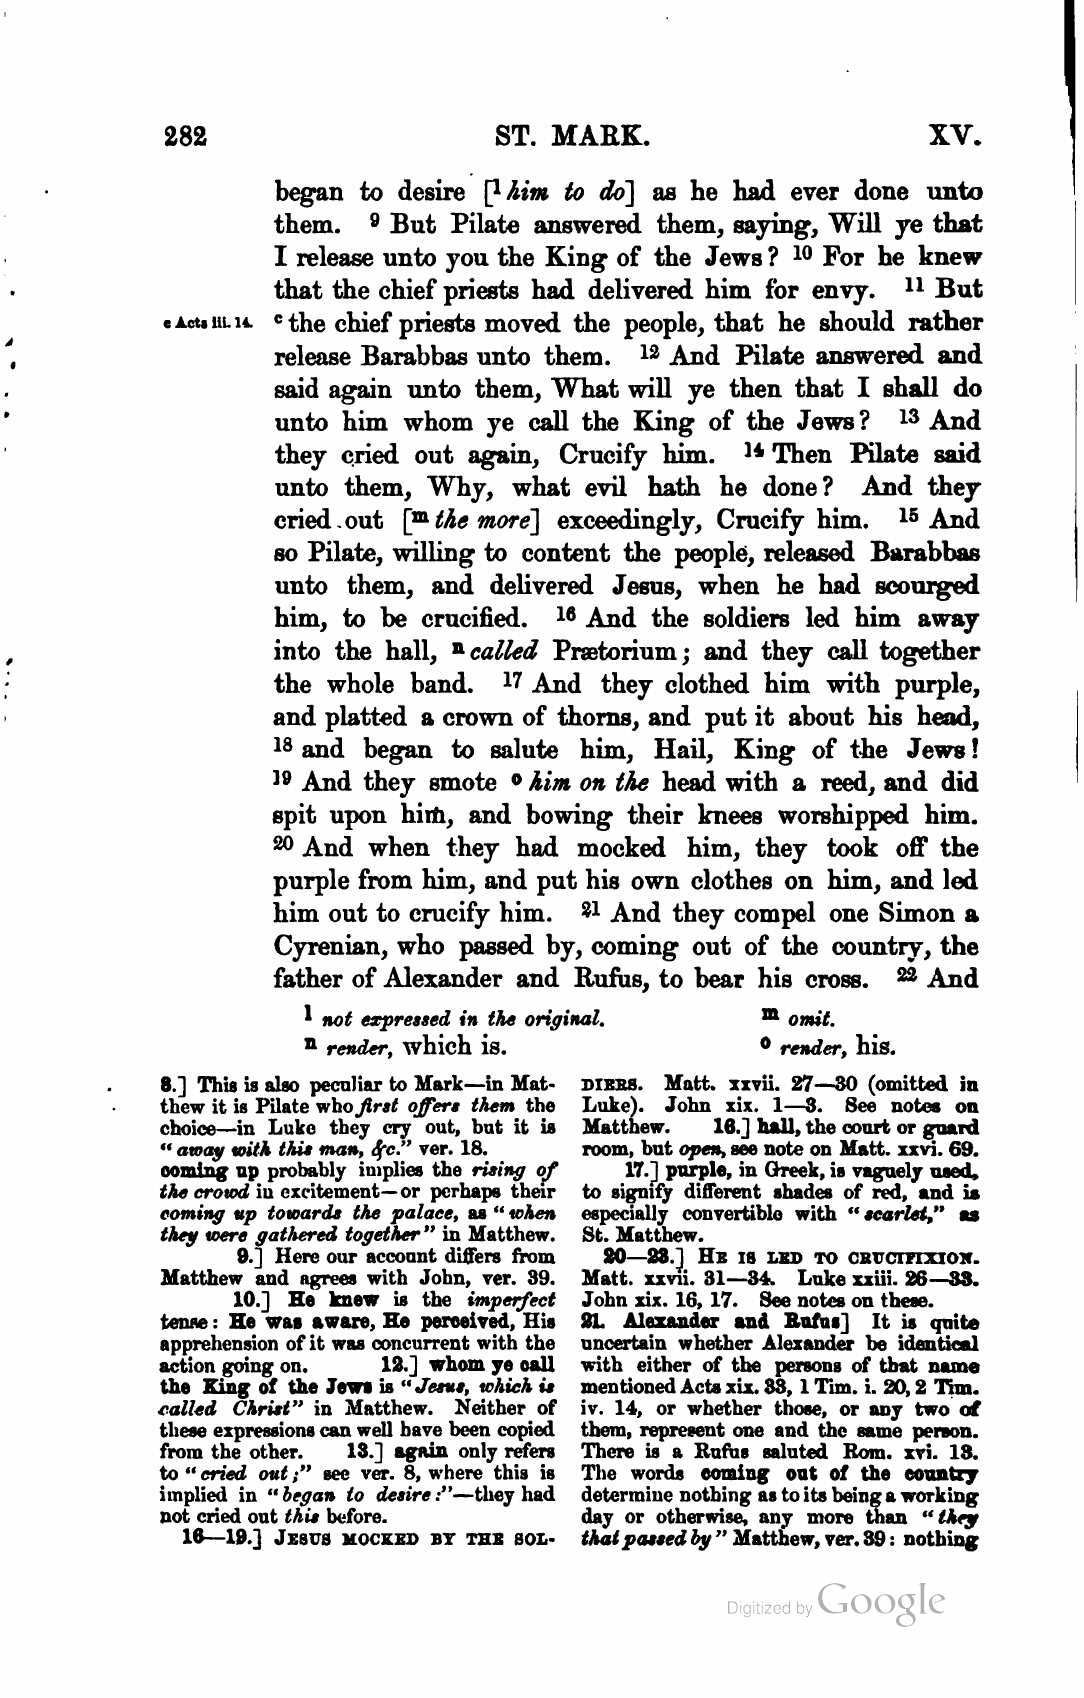 282 ST. MARK. XV.
began to desire [l him to do] as he had ever done unto
them. 9 But Pilate answered them, saying, Will ye that
I release unto you the King of the Jews? 10 For he knew
that the chief priests had delivered him for envy. 11 But
c Acts iii. 14. c the chief priests moved the people, that he should rather
release Barabbas unto them. 12 And Pilate answered and
said again unto them, What will ye then that I shall do
unto him whom ye call the King of the Jews? 13 And
they cried out again, Crucify him. 14 Then Pilate said
unto them, Why, what evil hath he done? And they
cried out [m the more] exceedingly, Crucify him. 15 And
so Pilate, willing to content the people, released Barabbas
unto them, and delivered Jesus, when he had scourged
him, to be crucified. 16 And the soldiers led him away
into the hall, n called Prætorium; and they call together
the whole band. 17 And they clothed him with purple,
and platted a crown of thorns, and put it about his head,
18 and began to salute him, Hail, King of the Jews!
19 And they smote o him on the head with a reed, and did
spit upon him, and bowing their knees worshipped him.
20 And when they had mocked him, they took off the
purple from him, and put his own clothes on him, and led
him out to crucify him. 21 And they compel one Simon a
Cyrenian, who passed by, coming out of the country, the
father of Alexander and Rufus, to bear his cross. 22 And
l not expressed in the original. m omit.
n render, which is. o render, his.
8.] This is also peculiar to Mark—in Mat-
thew it is Pilate who first offers them the
choice—in Luke they cry out, but it is
“away with this man, &c.” ver. 18.
coming up probably implies the rising of
the crowd in excitement—or perhaps their
coming up towards the palace, as “when
they were gathered together” in Matthew.
9.] Here our account differs from
Matthew and agrees with John, ver. 39.
10.] He knew is the imperfect
tense: He was aware, He perceived, His
apprehension of it was concurrent with the
action going on. 12.] whom ye call
the King of the Jews is “Jesus, which is
called Christ” in Matthew. Neither of
these expressions can well have been copied
from the other. 13.] again only refers
to “cried out;” see ver. 8, where this is
implied in “began to desire:”—they had
not cried out this before.
16—19.] JESUS MOCKED BY THE SOL-
DIERS. Matt. xxvii. 27—30 (omitted in
Luke). John xix. 1—3. See notes on
Matthew. 16.] hall, the court or guard
room, but open, see note on Matt. xxvi. 69.
17.] purple, in Greek, is vaguely used,
to signify different shades of red, and is
especially convertible with “scarlet,” as
St. Matthew.
20—23.] HE IS LED TO CRUCIFIXION.
Matt. xxvii. 31—34. Luke xxiii. 26—33.
John xix. 16, 17. See notes on these.
21. Alexander and Rufus] It is quite
uncertain whether Alexander be identical
with either of the persons of that name
mentioned Acts xix. 33, 1 Tim. i. 20, 2 Tim.
iv. 14, or whether those, or any two of
them, represent one and the same person.
There is a Rufus saluted Rom. xvi. 13.
The words coming out of the country
determine nothing as to its being a working
day or otherwise, any more than “they
that passed by” Matthew, ver. 39: nothing
Digitized by Google